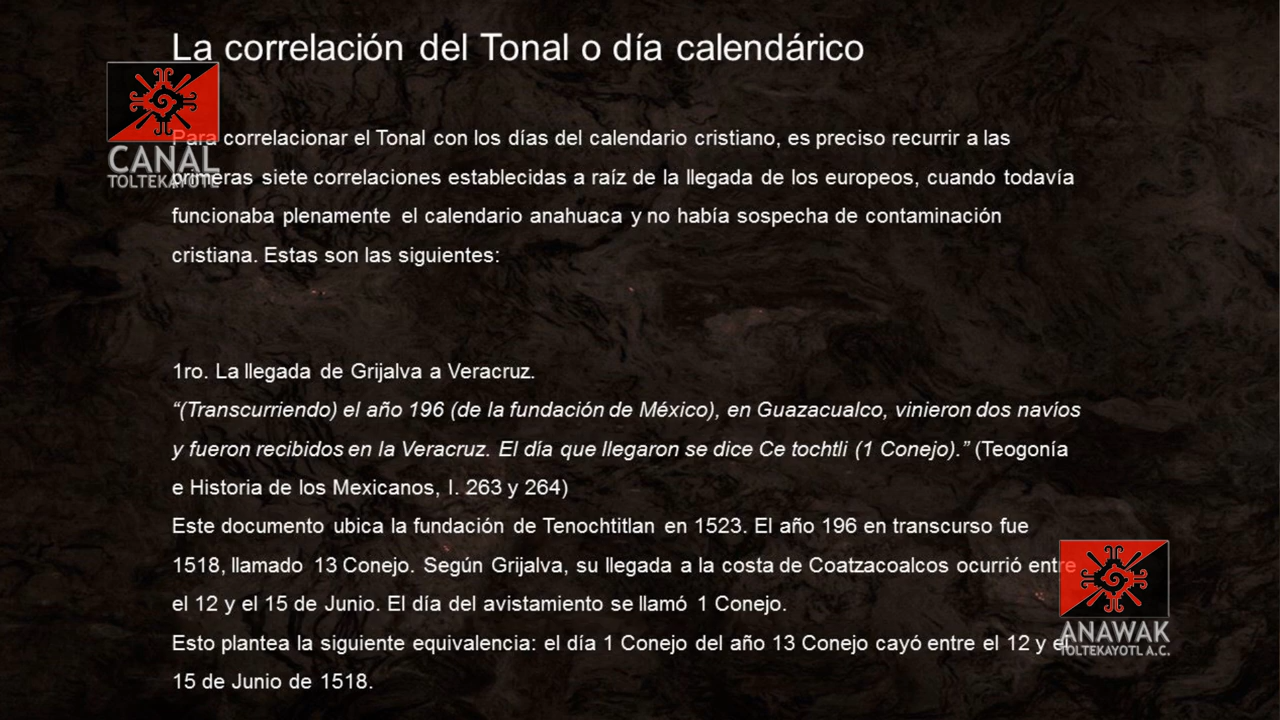 La correlación del Tonal o día calendárico
CANAL
TOLTEKAYOTL
Para correlacionar el Tonal con los días del calendario cristiano, es preciso recurrir a las
primeras siete correlaciones establecidas a raíz de la llegada de los europeos, cuando todavía
funcionaba plenamente el calendario anahuaca y no había sospecha de contaminación
cristiana. Estas son las siguientes:
1ro. La llegada de Grijalva a Veracruz.
“(Transcurriendo) el año 196 (de la fundación de México), en Guazacualco, vinieron dos navíos
y fueron recibidos en la Veracruz. El día que llegaron se dice Ce tochtli (1 Conejo).” (Teogonía
e Historia de los Mexicanos, I. 263 y 264)
Este documento ubica la fundación de Tenochtitlan en 1523. El año 196 en transcurso fue
1518, llamado 13 Conejo. Según Grijalva, su llegada a la costa de Coatzacoalcos ocurrió entre
el 12 y el 15 de Junio. El día del avistamiento se llamó 1 Conejo.
Esto plantea la siguiente equivalencia: el día 1 Conejo del año 13 Conejo cayó entre el 12 y el
15 de Junio de 1518.
ANAWAK
TOLTEKAYOTL A.C.